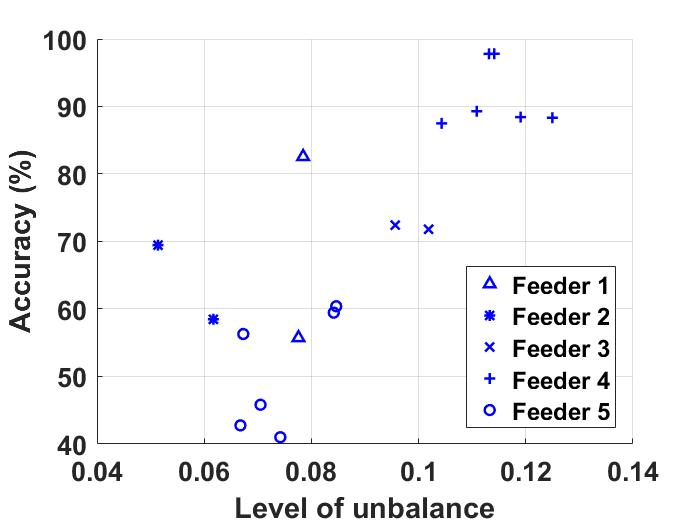 100
90
80
70
60
50
40
Accuracy (%)
0.04 0.06 0.08 0.1 0.12 0.14
Level of unbalance
Feeder 1
Feeder 2
Feeder 3
Feeder 4
Feeder 5